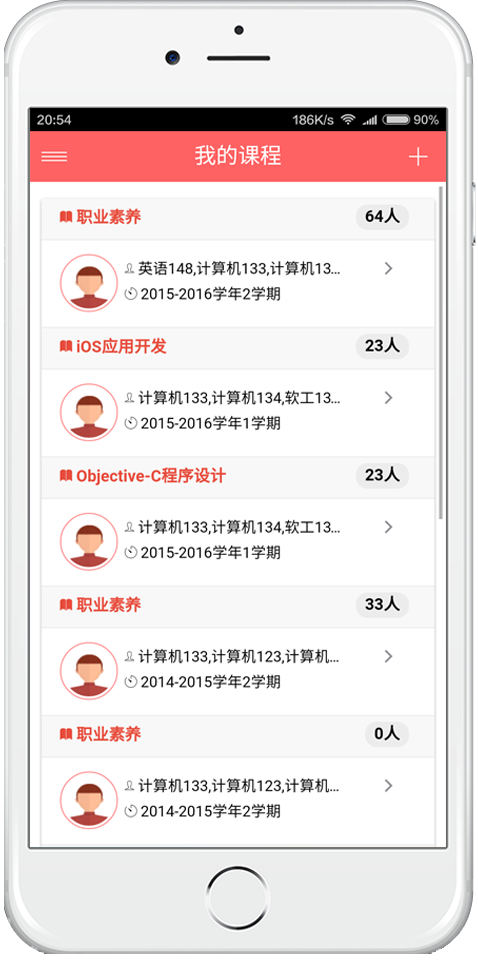 20:54 186K/s 90%
我的课程
职业素养 64人
英语148,计算机133,计算机13...
2015-2016学年2学期
iOS应用开发 23人
计算机133,计算机134,软工13...
2015-2016学年1学期
Objective-C程序设计 23人
计算机133,计算机134,软工13...
2015-2016学年1学期
职业素养 33人
计算机133,计算机123,计算机...
2014-2015学年2学期
职业素养 0人
计算机133,计算机123,计算机...
2014-2015学年2学期